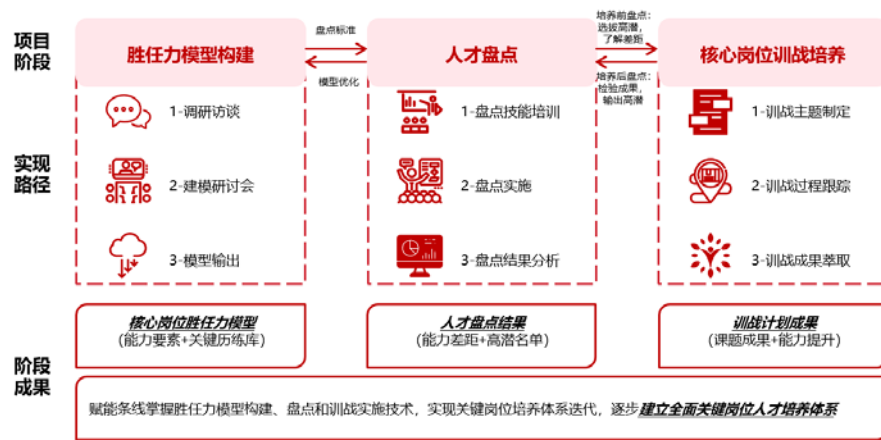 项目
阶段
胜任力模型构建
盘点标准
模型优化
人才盘点
培养前盘点：
选拔高潜，
了解差距
培养后盘点：
检验成果，
输出高潜
核心岗位训战培养
实现
路径
1-调研访谈
2-建模研讨会
3-模型输出
1-盘点技能培训
2-盘点实施
3-盘点结果分析
1-训战主题制定
2-训战过程跟踪
3-训战成果萃取
阶段
成果
核心岗位胜任力模型
(能力要素+关键历练库)
人才盘点结果
(能力差距+高潜名单)
训战计划成果
(课题成果+能力提升)
赋能条线掌握胜任力模型构建、盘点和训战实施技术，实现关键岗位培养体系迭代，逐步建立全面关键岗位人才培养体系